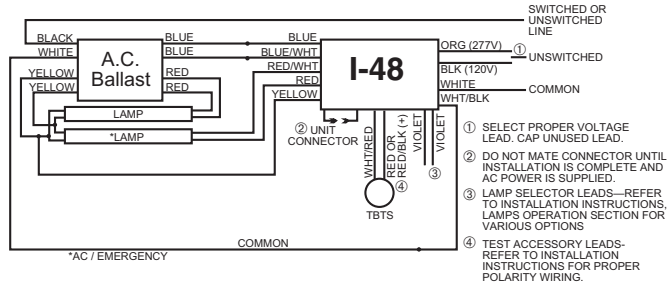 SWITCHED OR
UNSWITCHED
LINE
BLACK
BLUE
BLUE
ORG (277V)
①
UNSWITCHED
WHITE
BLUE
BLUE/WHT
BLK (120V)
A.C.
Ballast
I-48
RED/WHT
YELLOW
RED
RED
WHITE
COMMON
YELLOW
RED
YELLOW
WHT/BLK
LAMP
*LAMP
② UNIT
CONNECTOR
WHT/RED
RED OR
RED/BLK (+)
VIOLET
VIOLET
③
④
TBTS
COMMON
*AC / EMERGENCY
① SELECT PROPER VOLTAGE
LEAD. CAP UNUSED LEAD.
② DO NOT MATE CONNECTOR UNTIL
INSTALLATION IS COMPLETE AND
AC POWER IS SUPPLIED.
③ LAMP SELECTOR LEADS—REFER
TO INSTALLATION INSTRUCTIONS,
LAMPS OPERATION SECTION FOR
VARIOUS OPTIONS
④ TEST ACCESSORY LEADS-
REFER TO INSTALLATION
INSTRUCTIONS FOR PROPER
POLARITY WIRING.